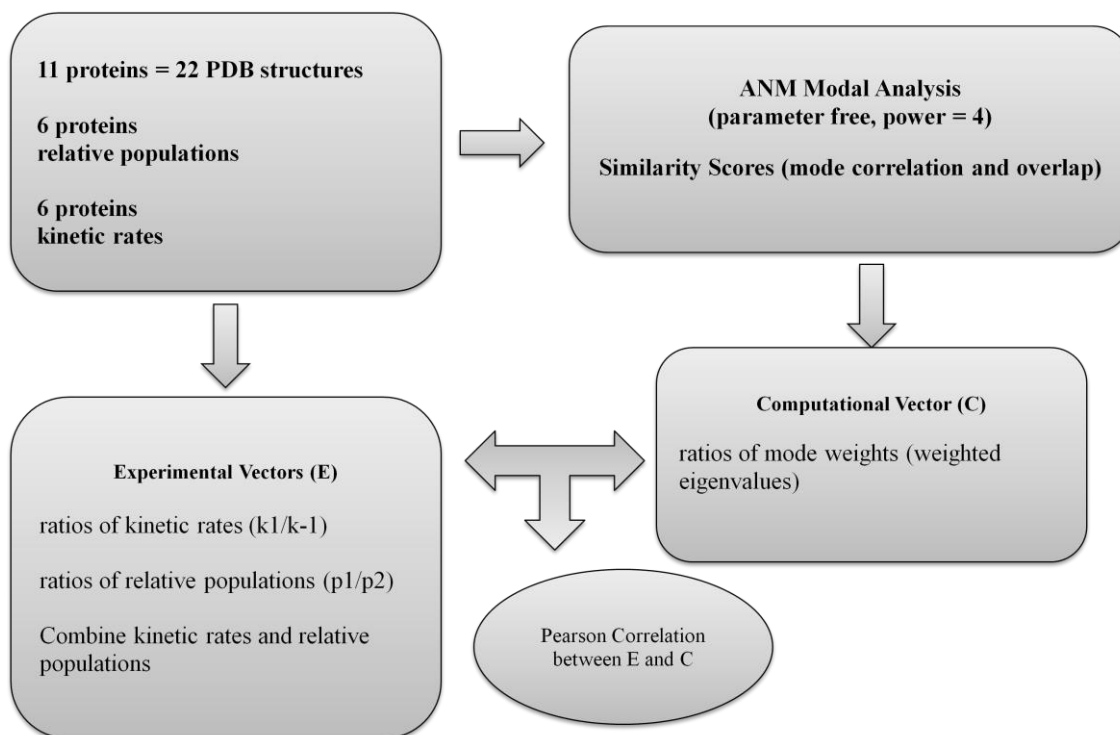 11 proteins = 22 PDB structures
6 proteins
relative populations
6 proteins
kinetic rates
ANM Modal Analysis
(parameter free, power = 4)
Similarity Scores (mode correlation and overlap)
Experimental Vectors (E)
ratios of kinetic rates (k1/k-1)
ratios of relative populations (p1/p2)
Combine kinetic rates and relative
populations
Computational Vector (C)
ratios of mode weights (weighted
eigenvalues)
Pearson Correlation
between E and C